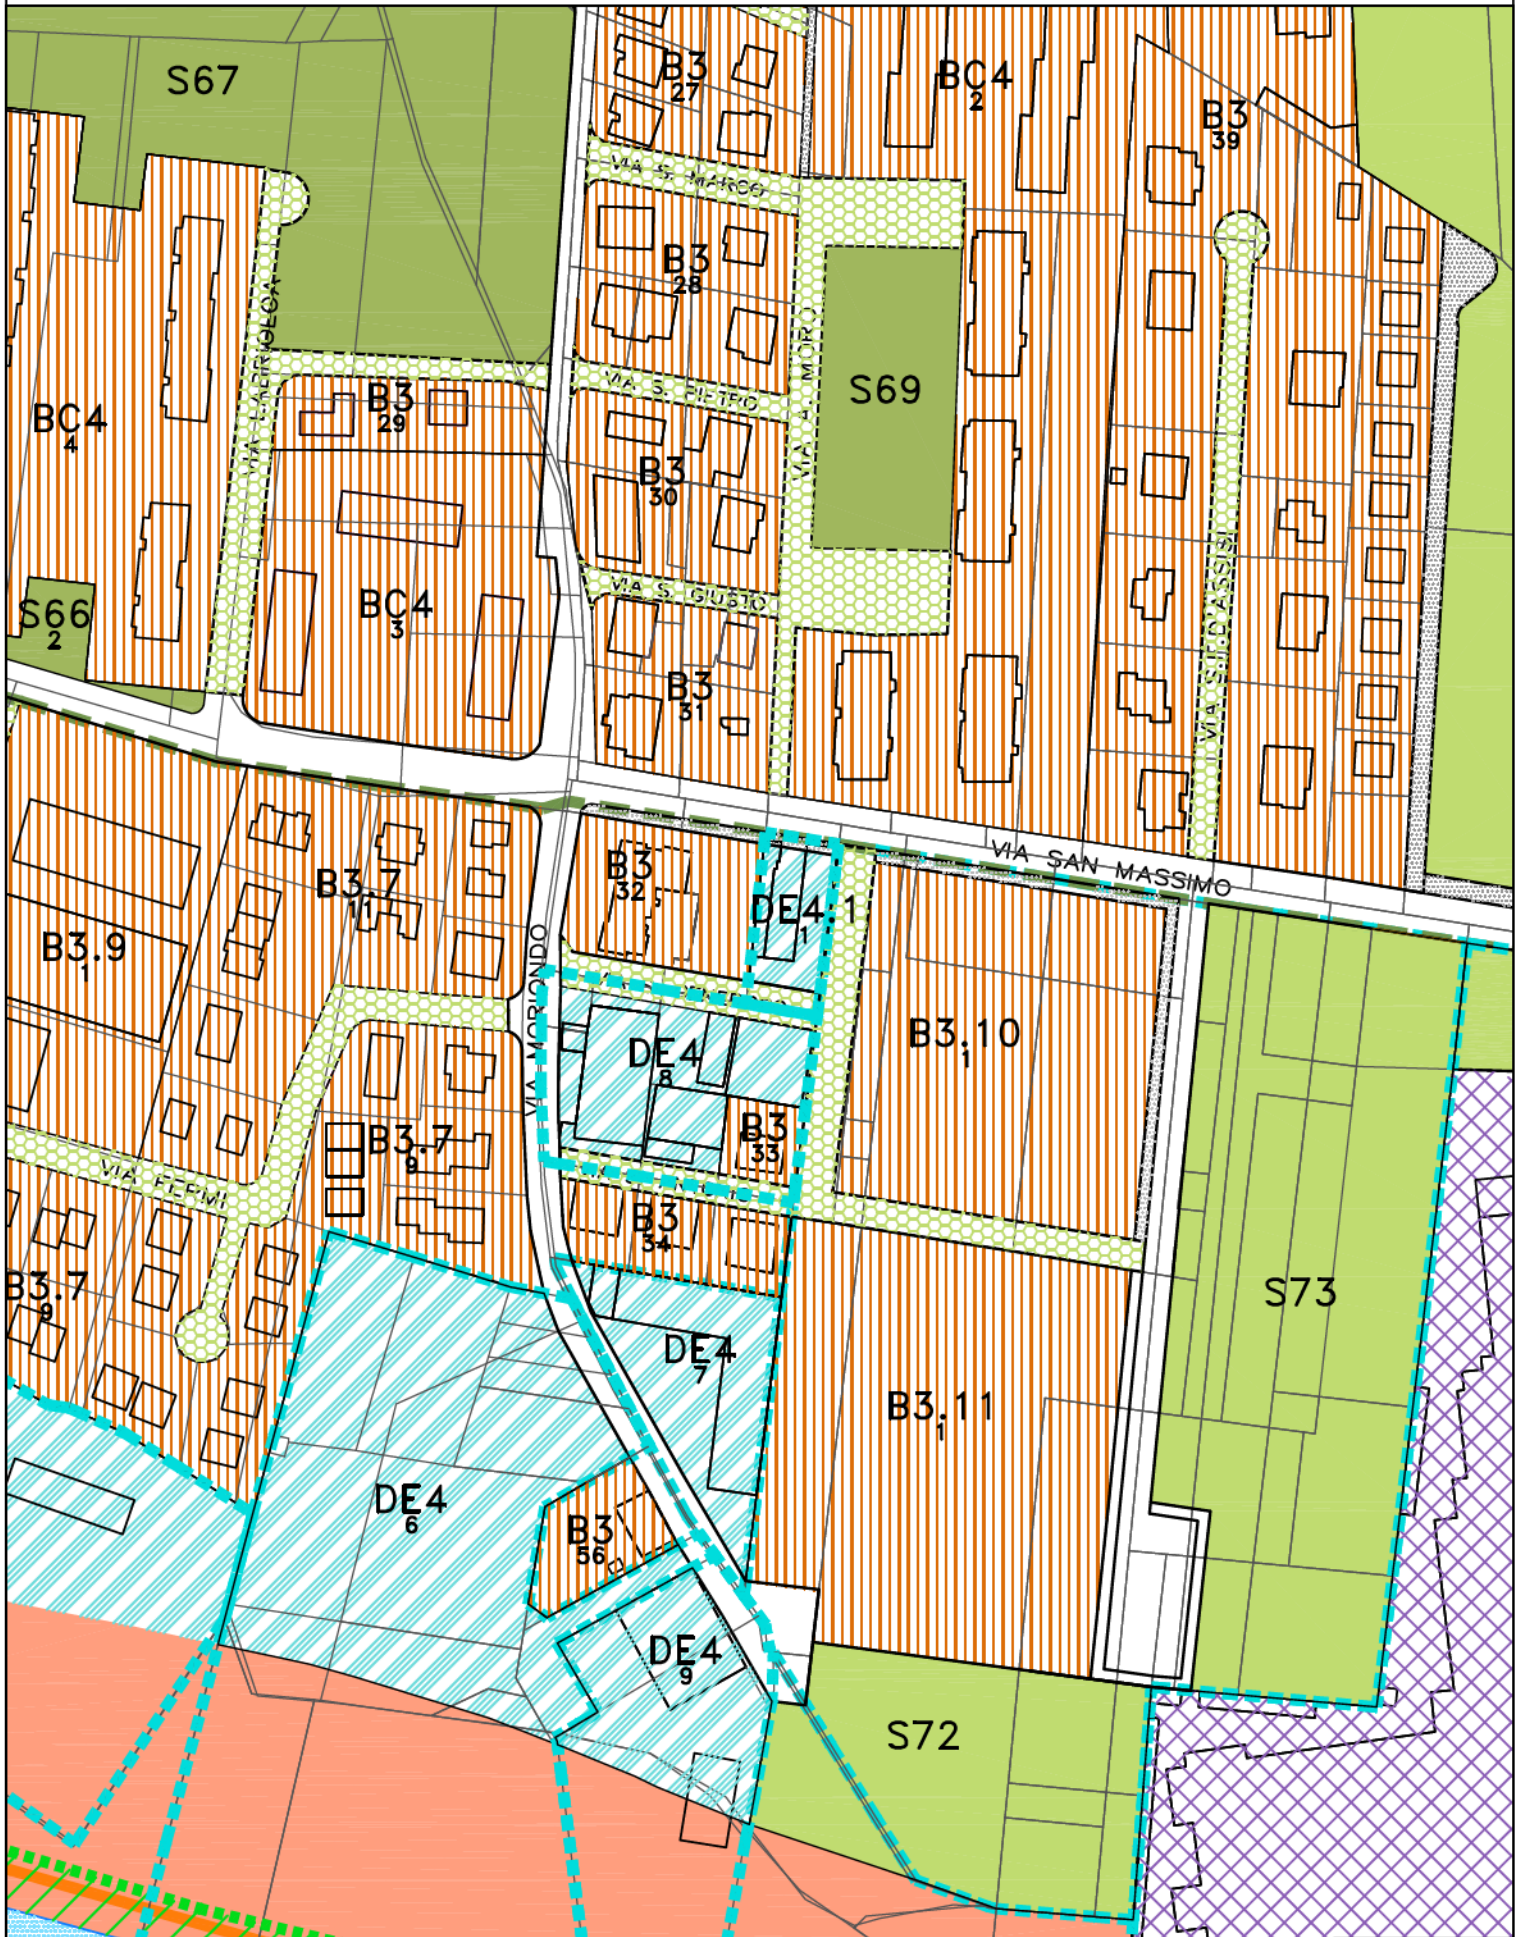 S67
B3
27
BC4
2
B3
39
VIA S. MARCO
B3
28
VIA CARMAGNOLA
VIA A. MORO
S69
VIA S. PIETRO
B3
29
BC4
4
B3
30
VIA S. GIUSTO
BC4
3
S66
2
B3
31
VIA S.F. D'ASSISI
VIA SAN MASSIMO
B3
32
DE4.1
1
B3.7
11
B3.9
1
VIA MORIONDO
B3.10
1
DE4
8
B3
33
B3.7
9
VIA FERMI
B3
34
B3.7
9
S73
DE4
7
B3.11
1
DE4
6
B3
56
DE4
9
S72